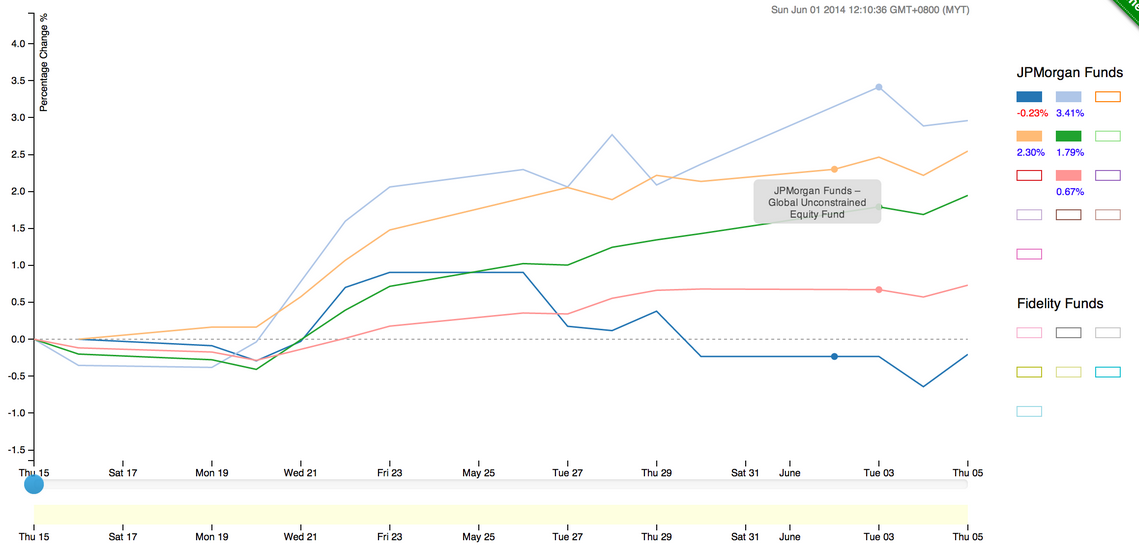 Sun Jun 01 2014 12:10:36 GMT+0800 (MYT)
Percentage Change %
4.0
3.5
3.0
2.5
2.0
1.5
1.0
0.5
0.0
-0.5
-1.0
-1.5
JPMorgan Funds –
Global Unconstrained
Equity Fund
Thu 15 Sat 17 Mon 19 Wed 21 Fri 23 May 25 Tue 27 Thu 29 Sat 31 June Tue 03 Thu 05
Thu 15 Sat 17 Mon 19 Wed 21 Fri 23 May 25 Tue 27 Thu 29 Sat 31 June Tue 03 Thu 05
JPMorgan Funds
-0.23% 3.41%
2.30% 1.79%
0.67%
Fidelity Funds